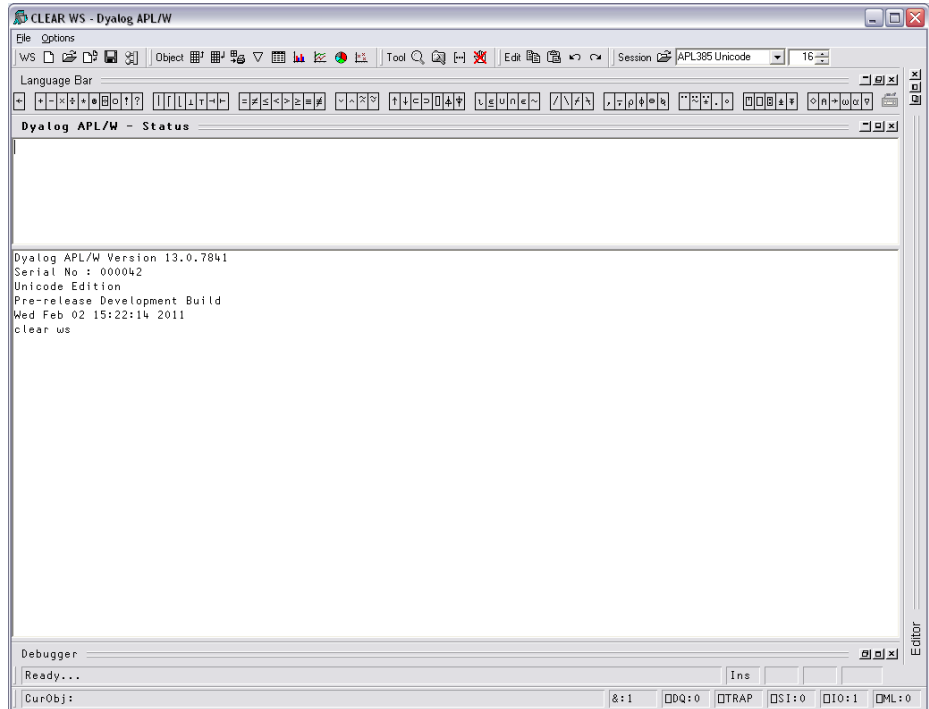 CLEAR WS - Dyalog APL/W
File Options
WS Object Tool Edit Session APL385 Unicode 16
Language Bar
Dyalog APL/W - Status
Dyalog APL/W Version 13.0.7841
Serial No : 000042
Unicode Edition
Pre-release Development Build
Wed Feb 02 15:22:14 2011
clear ws
Editor
Debugger
Ready... Ins
CurObj: &:1 ⎕DQ:0 ⎕TRAP ⎕SI:0 ⎕IO:1 ⎕ML:0